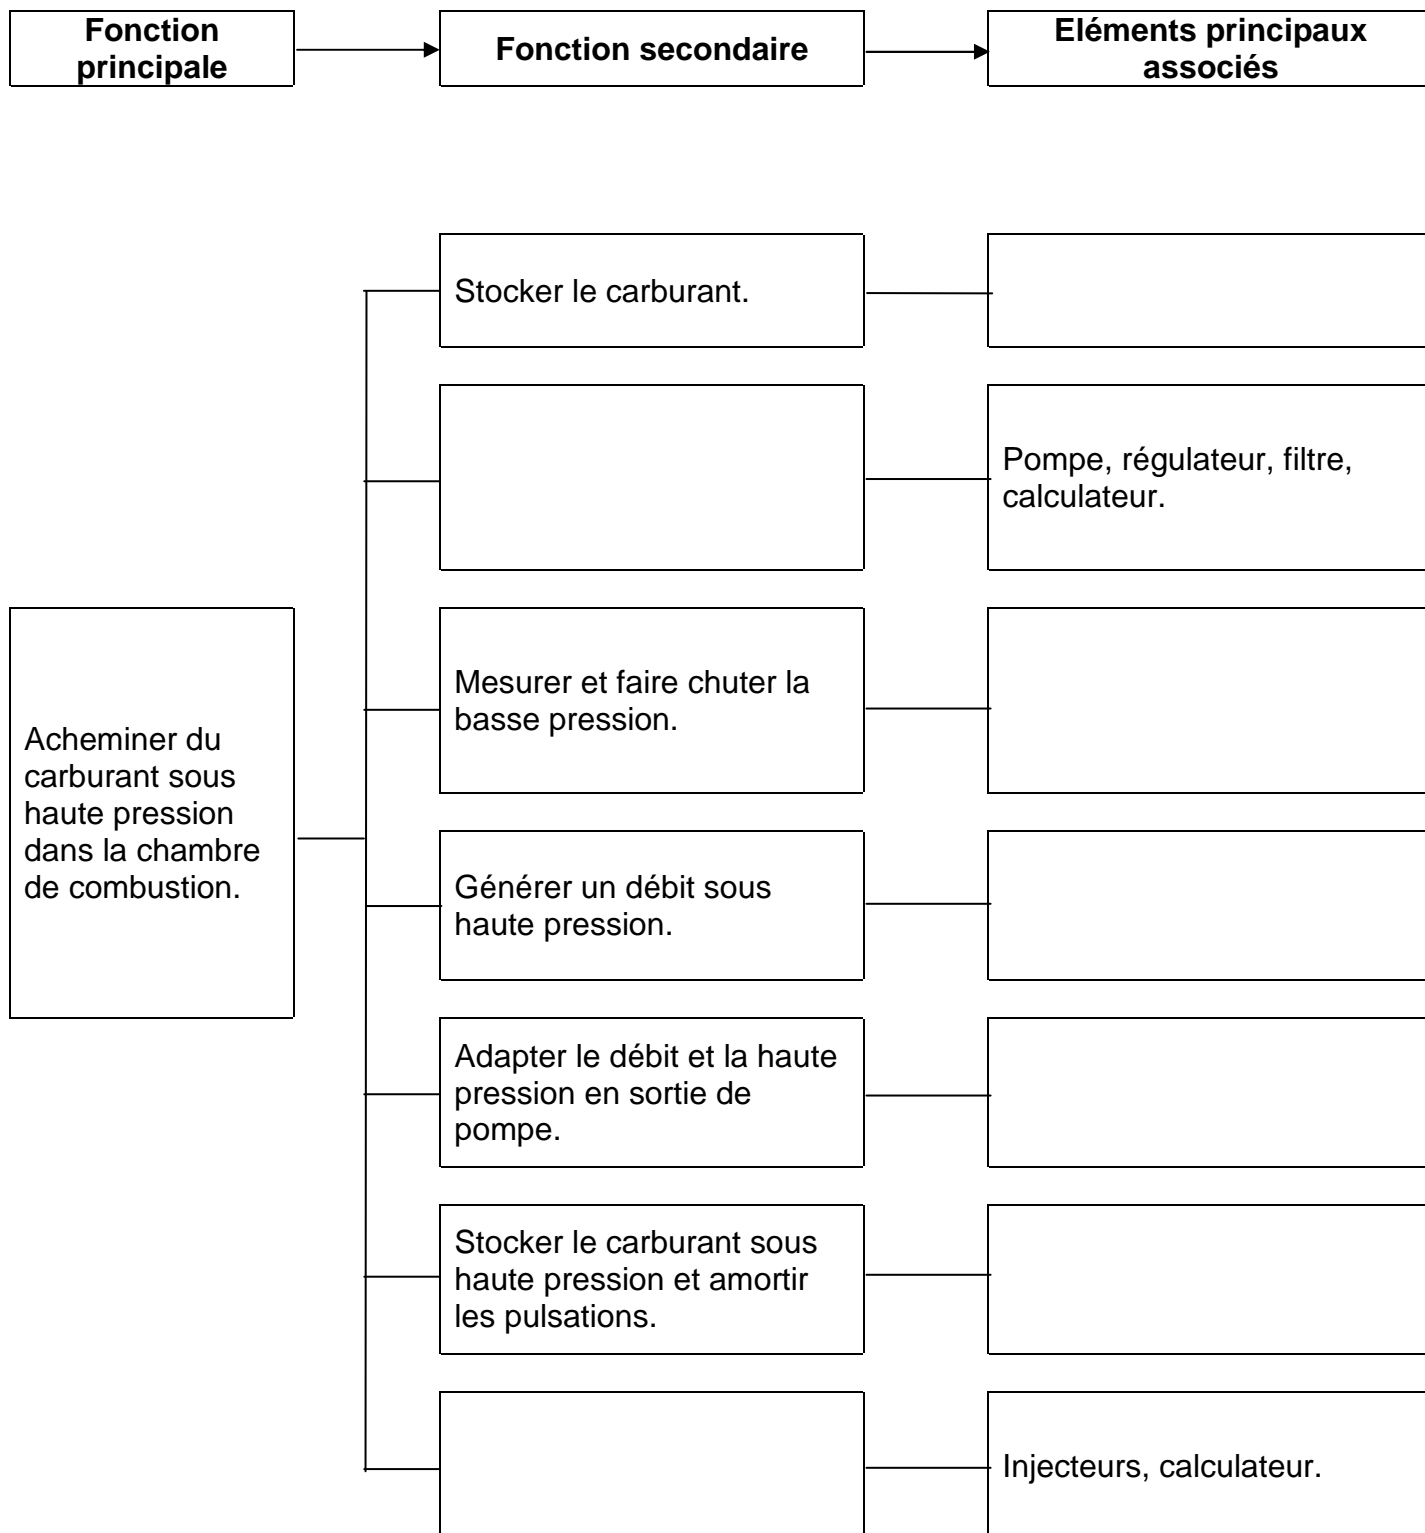 Fonction
principale
Fonction secondaire
Eléments principaux
associés
Stocker le carburant.
Pompe, régulateur, filtre,
calculateur.
Acheminer du
carburant sous
haute pression
dans la chambre
de combustion.
Mesurer et faire chuter la
basse pression.
Générer un débit sous
haute pression.
Adapter le débit et la haute
pression en sortie de
pompe.
Stocker le carburant sous
haute pression et amortir
les pulsations.
Injecteurs, calculateur.